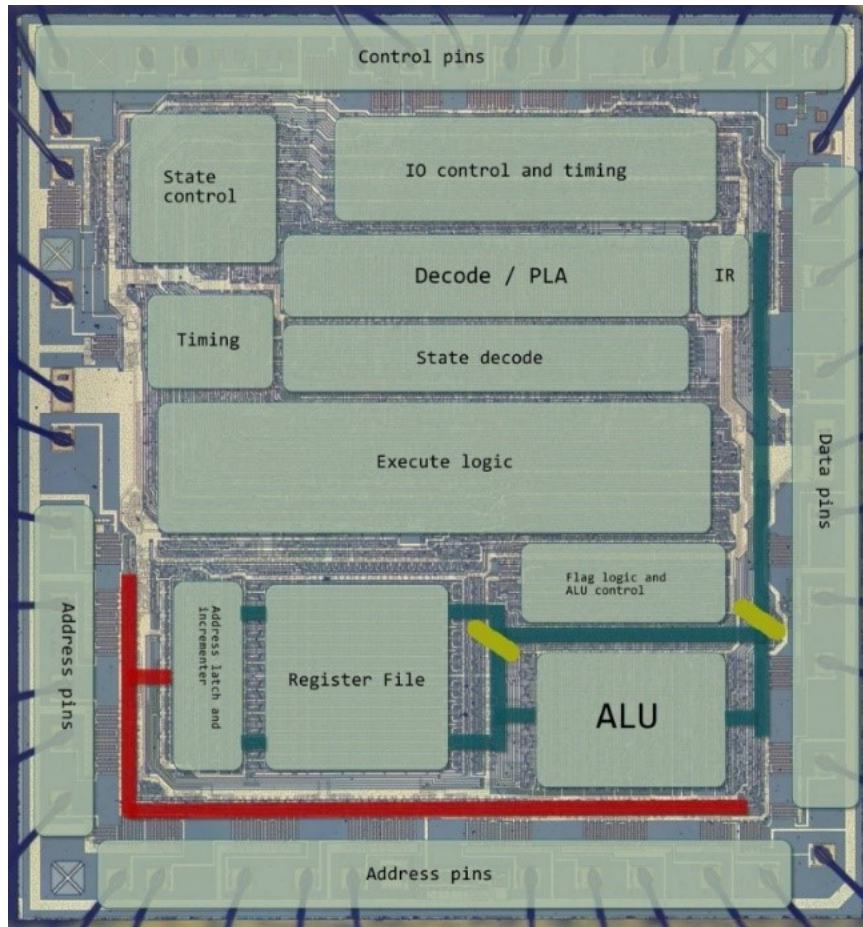 Control pins
State
control
IO control and timing
Decode / PLA
IR
Timing
State decode
Execute logic
Data pins
Flag logic and
ALU control
Address pins
Address latch and
incrementer
Register File
ALU
Address pins